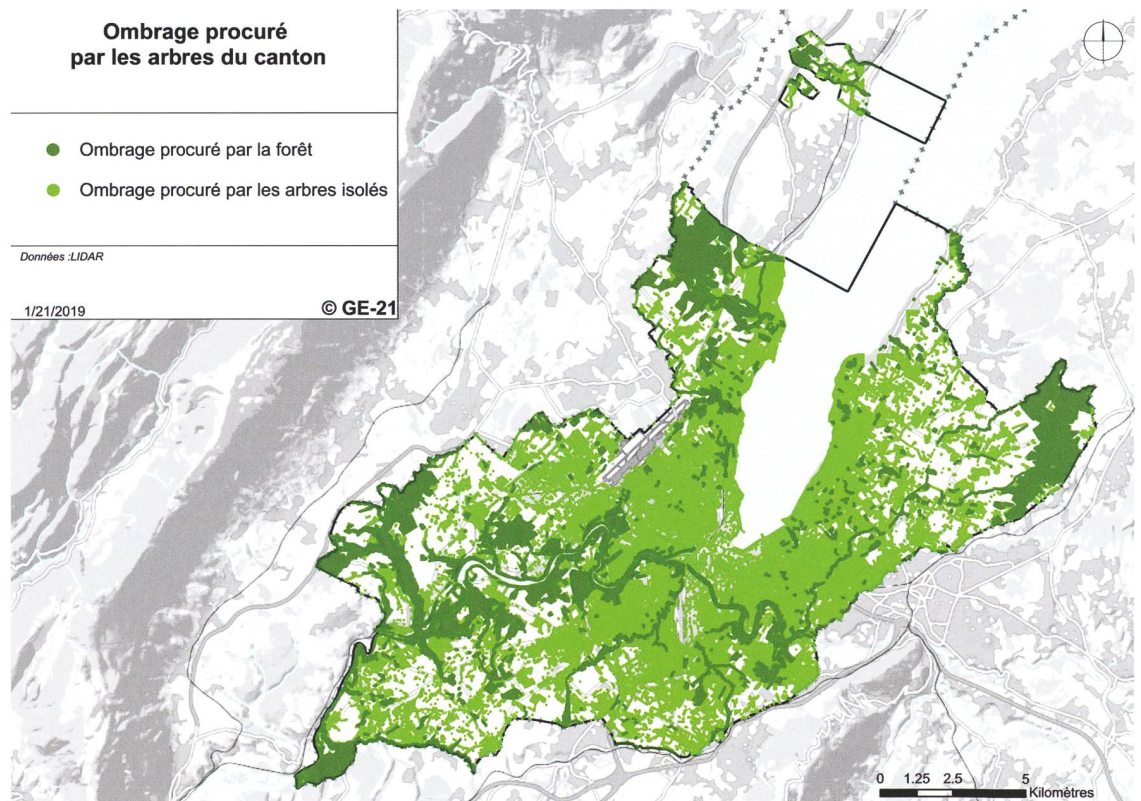 Ombrage procuré
par les arbres du canton
Ombrage procuré par la forêt
Ombrage procuré par les arbres isolés
Données :LIDAR
1/21/2019
© GE-21
0 1.25 2.5 5
Kilomètres